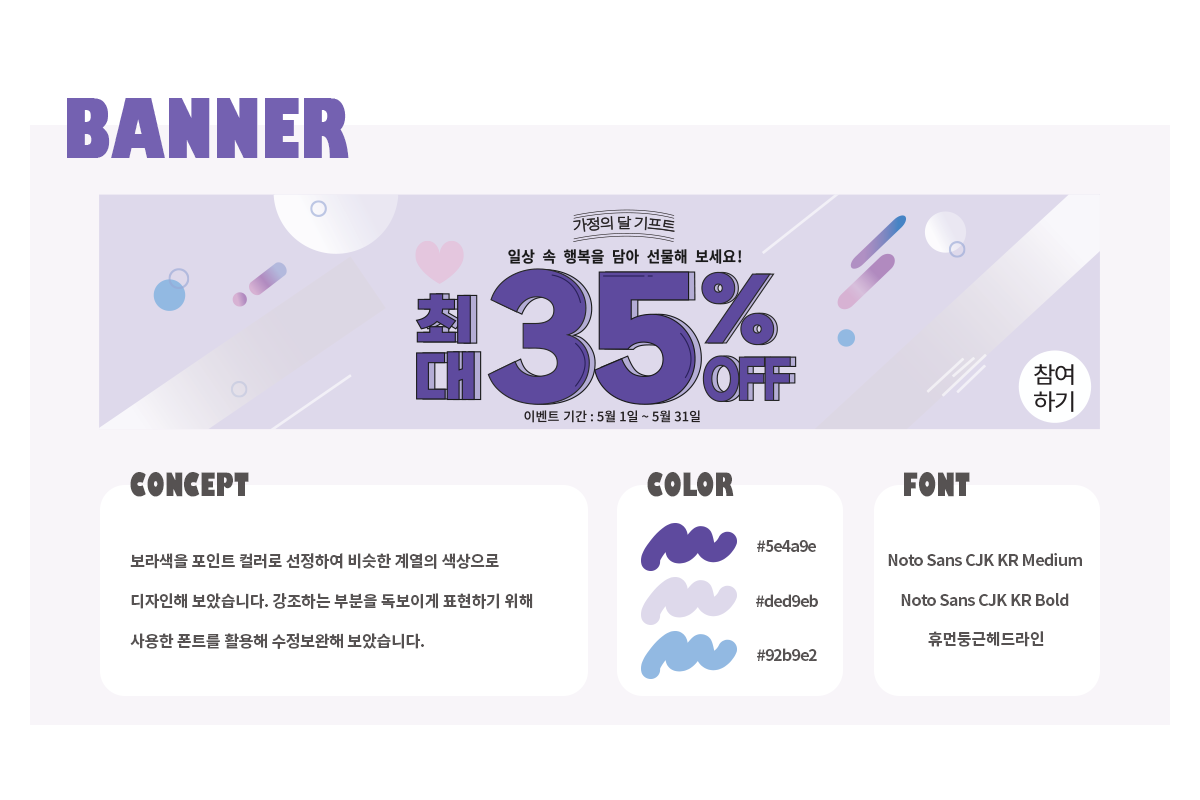 BANNER
가정의 달 기프트
일상 속 행복을 담아 선물해 보세요!
최대 35% OFF
이벤트 기간 : 5월 1일 ~ 5월 31일
참여
하기
CONCEPT
보라색을 포인트 컬러로 선정하여 비슷한 계열의 색상으로
디자인해 보았습니다. 강조하는 부분을 독보이게 표현하기 위해
사용한 폰트를 활용해 수정보완해 보았습니다.
COLOR
#5e4a9e
#ded9eb
#92b9e2
FONT
Noto Sans CJK KR Medium
Noto Sans CJK KR Bold
휴먼둥근헤드라인